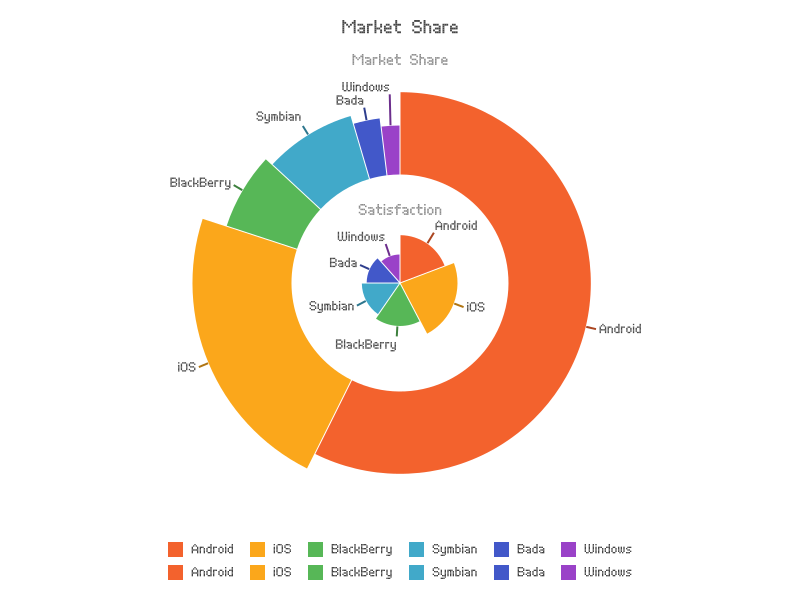 Market Share
Market Share
Windows
Bada
Symbian
BlackBerry
Satisfaction
Android
Windows
Bada
Symbian
iOS
Android
BlackBerry
iOS
Android iOS BlackBerry Symbian Bada Windows
Android iOS BlackBerry Symbian Bada Windows